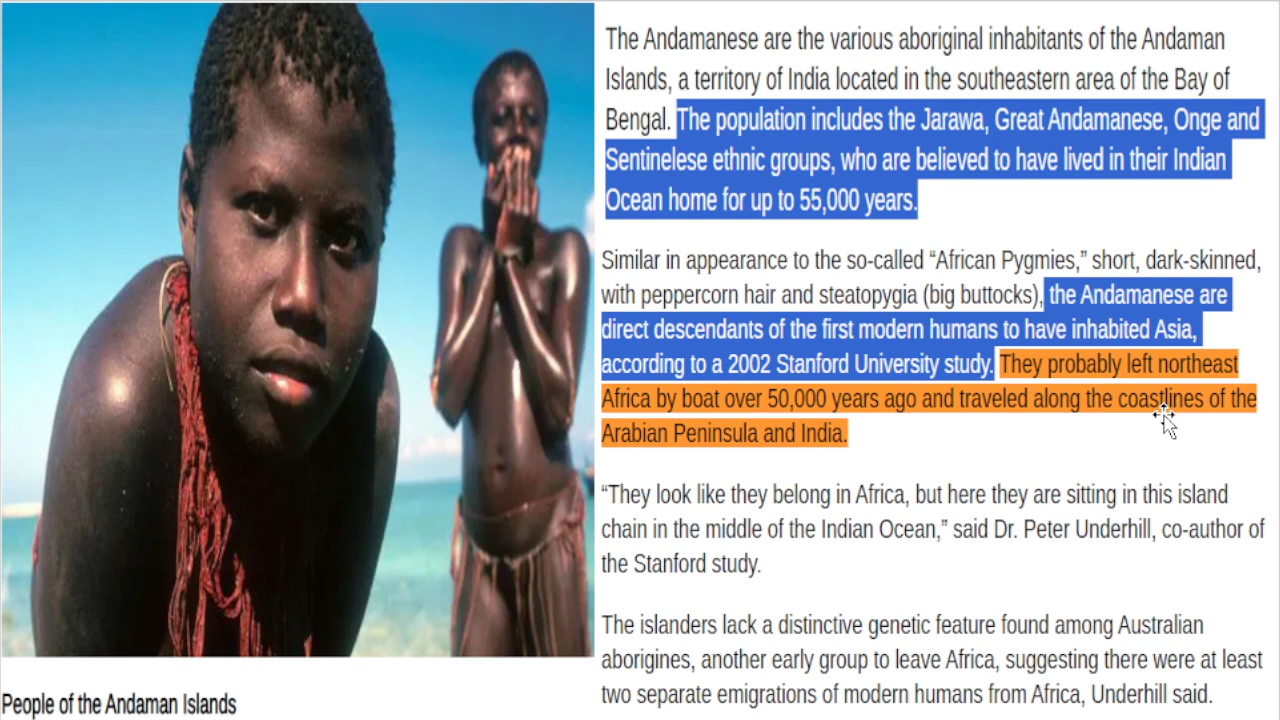 The Andamanese are the various aboriginal inhabitants of the Andaman
Islands, a territory of India located in the southeastern area of the Bay of
Bengal. The population includes the Jarawa, Great Andamanese, Onge and
Sentinelese ethnic groups, who are believed to have lived in their Indian
Ocean home for up to 55,000 years.
Similar in appearance to the so-called “African Pygmies,” short, dark-skinned,
with peppercorn hair and steatopygia (big buttocks), the Andamanese are
direct descendants of the first modern humans to have inhabited Asia,
according to a 2002 Stanford University study. They probably left northeast
Africa by boat over 50,000 years ago and traveled along the coastlines of the
Arabian Peninsula and India.
“They look like they belong in Africa, but here they are sitting in this island
chain in the middle of the Indian Ocean,” said Dr. Peter Underhill, co-author of
the Stanford study.
The islanders lack a distinctive genetic feature found among Australian
aborigines, another early group to leave Africa, suggesting there were at least
two separate emigrations of modern humans from Africa, Underhill said.
People of the Andaman Islands